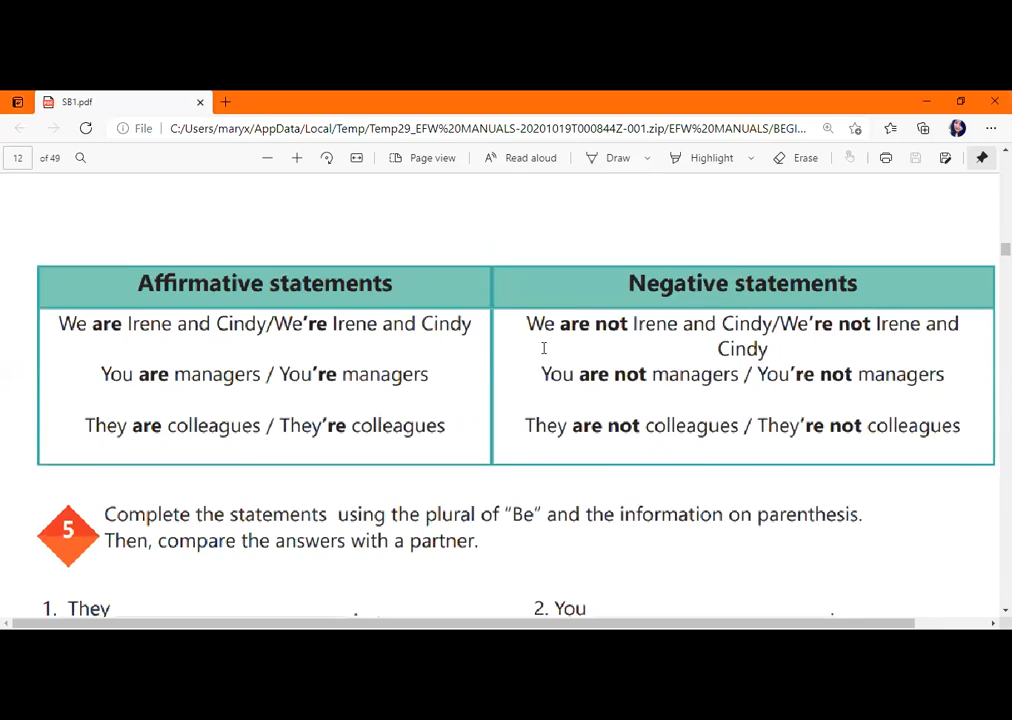 SB1.pdf
File
C:/Users/maryx/AppData/Local/Temp/Temp29_EFW%20MANUALS-20201019T000844Z-001.zip/EFW%20MANUALS/BEGI...
12 of 49
Page view
Read aloud
Draw
Highlight
Erase
Affirmative statements
We are Irene and Cindy/We're Irene and Cindy
You are managers / You're managers
They are colleagues / They're colleagues
Negative statements
We are not Irene and Cindy/We're not Irene and
Cindy
You are not managers / You're not managers
They are not colleagues / They're not colleagues
5
Complete the statements using the plural of "Be" and the information on parenthesis.
Then, compare the answers with a partner.
1. They ____________________ .
2. You ____________________ .